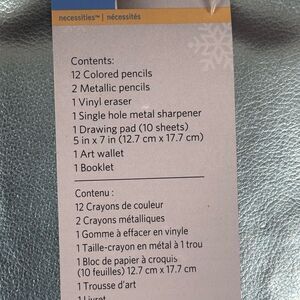 necessities™ | nécessités
Contents:
12 Colored pencils
2 Metallic pencils
1 Vinyl eraser
1 Single hole metal sharpener
1 Drawing pad (10 sheets)
5 in x 7 in (12.7 cm x 17.7 cm)
1 Art wallet
1 Booklet
Contenu :
12 Crayons de couleur
2 Crayons métalliques
1 Gomme à effacer en vinyle
1 Taille-crayon en métal à 1 trou
1 Bloc de papier à croquis
(10 feuilles) 12.7 cm x 17.7 cm
1 Trousse d'art
1 Livret